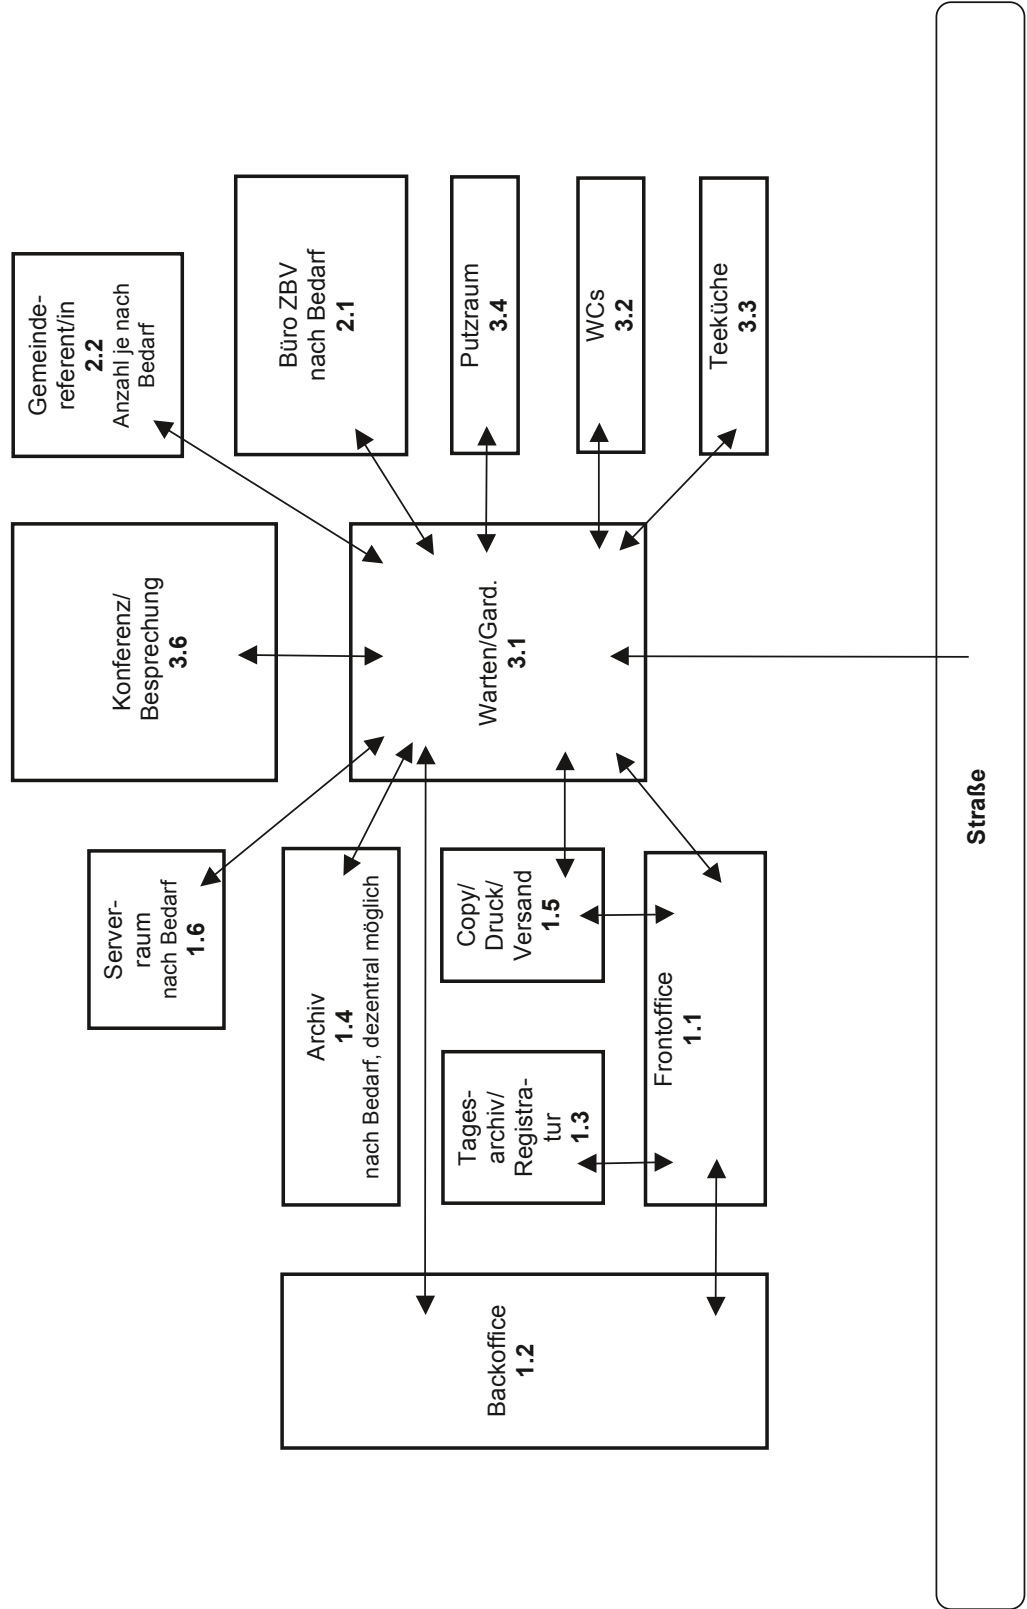 Server-
raum
nach Bedarf
1.6
Konferenz/
Besprechung
3.6
Gemeinde-
referent/in
2.2
Anzahl je nach
Bedarf
Backoffice
1.2
Archiv
1.4
nach Bedarf, dezentral möglich
Tages-
archiv/
Registra-
tur
1.3
Copy/
Druck/
Versand
1.5
Frontoffice
1.1
Warten/Gard.
3.1
Büro ZBV
nach Bedarf
2.1
Putzraum
3.4
WCs
3.2
Teeküche
3.3
Straße